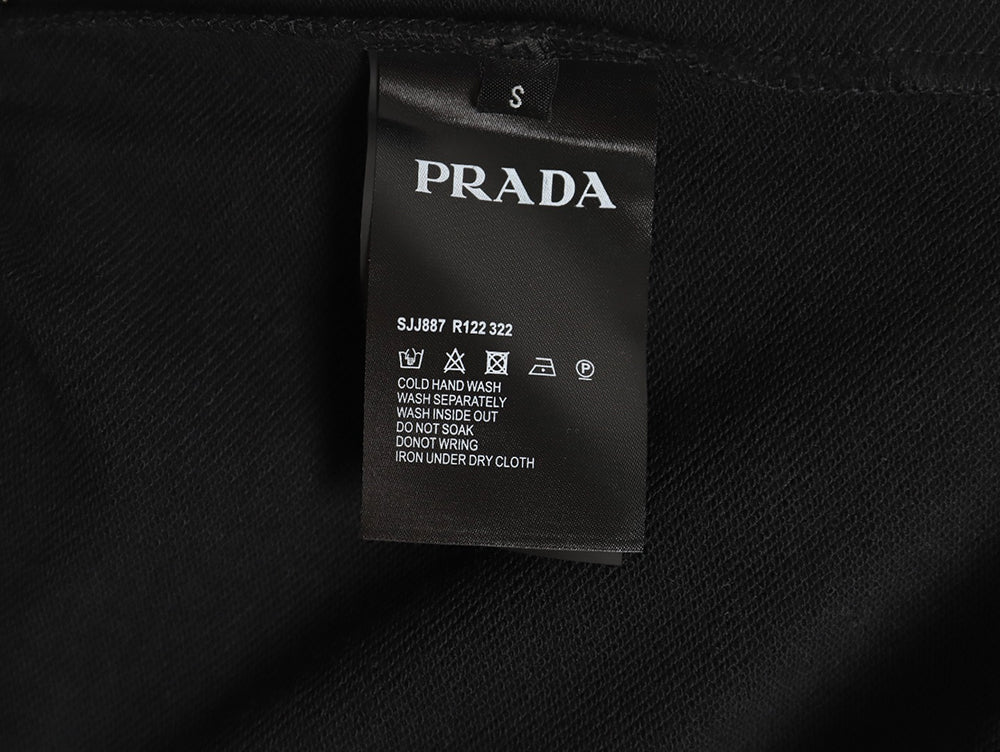 S
PRADA
SJJ887 R122 322
P
COLD HAND WASH
WASH SEPARATELY
WASH INSIDE OUT
DO NOT SOAK
DONOT WRING
IRON UNDER DRY CLOTH